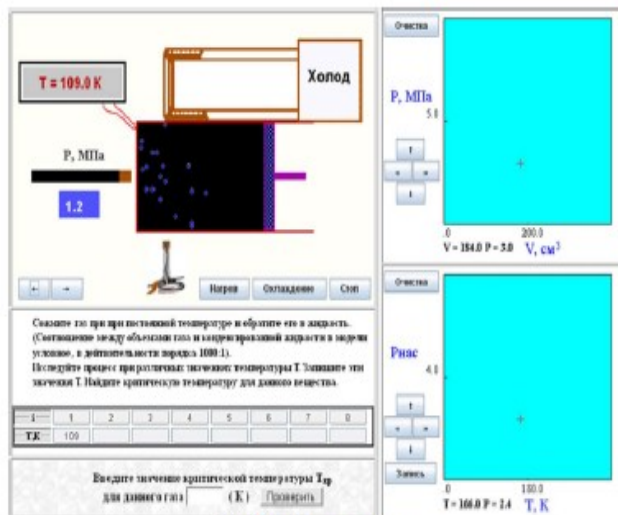 T = 109.0 K
Холод
P, МПа
1.2
Нагрев
Охлаждение
Стоп
Сожмите газ при при постоянной температуре и обратите его в жидкость.
(Соотношение между объемами газа и конденсированной жидкости в модели
условное, в действительности порядка 1000:1).
Исследуйте процесс при различных значениях температуры T. Запишите эти
значения T. Найдите критическую температуру для данного вещества.
i 1 2 3 4 5 6 7 8
T,K 109
Введите значение критической температуры Tкр
для данного газа ( K ) Проверить
Очистка
P, МПа
5.0
.0 200.0
V = 184.0 P = 3.0 V, см³
Очистка
Pнас
4.0
Запись
.0 180.0
T = 166.0 P = 2.4 T, K